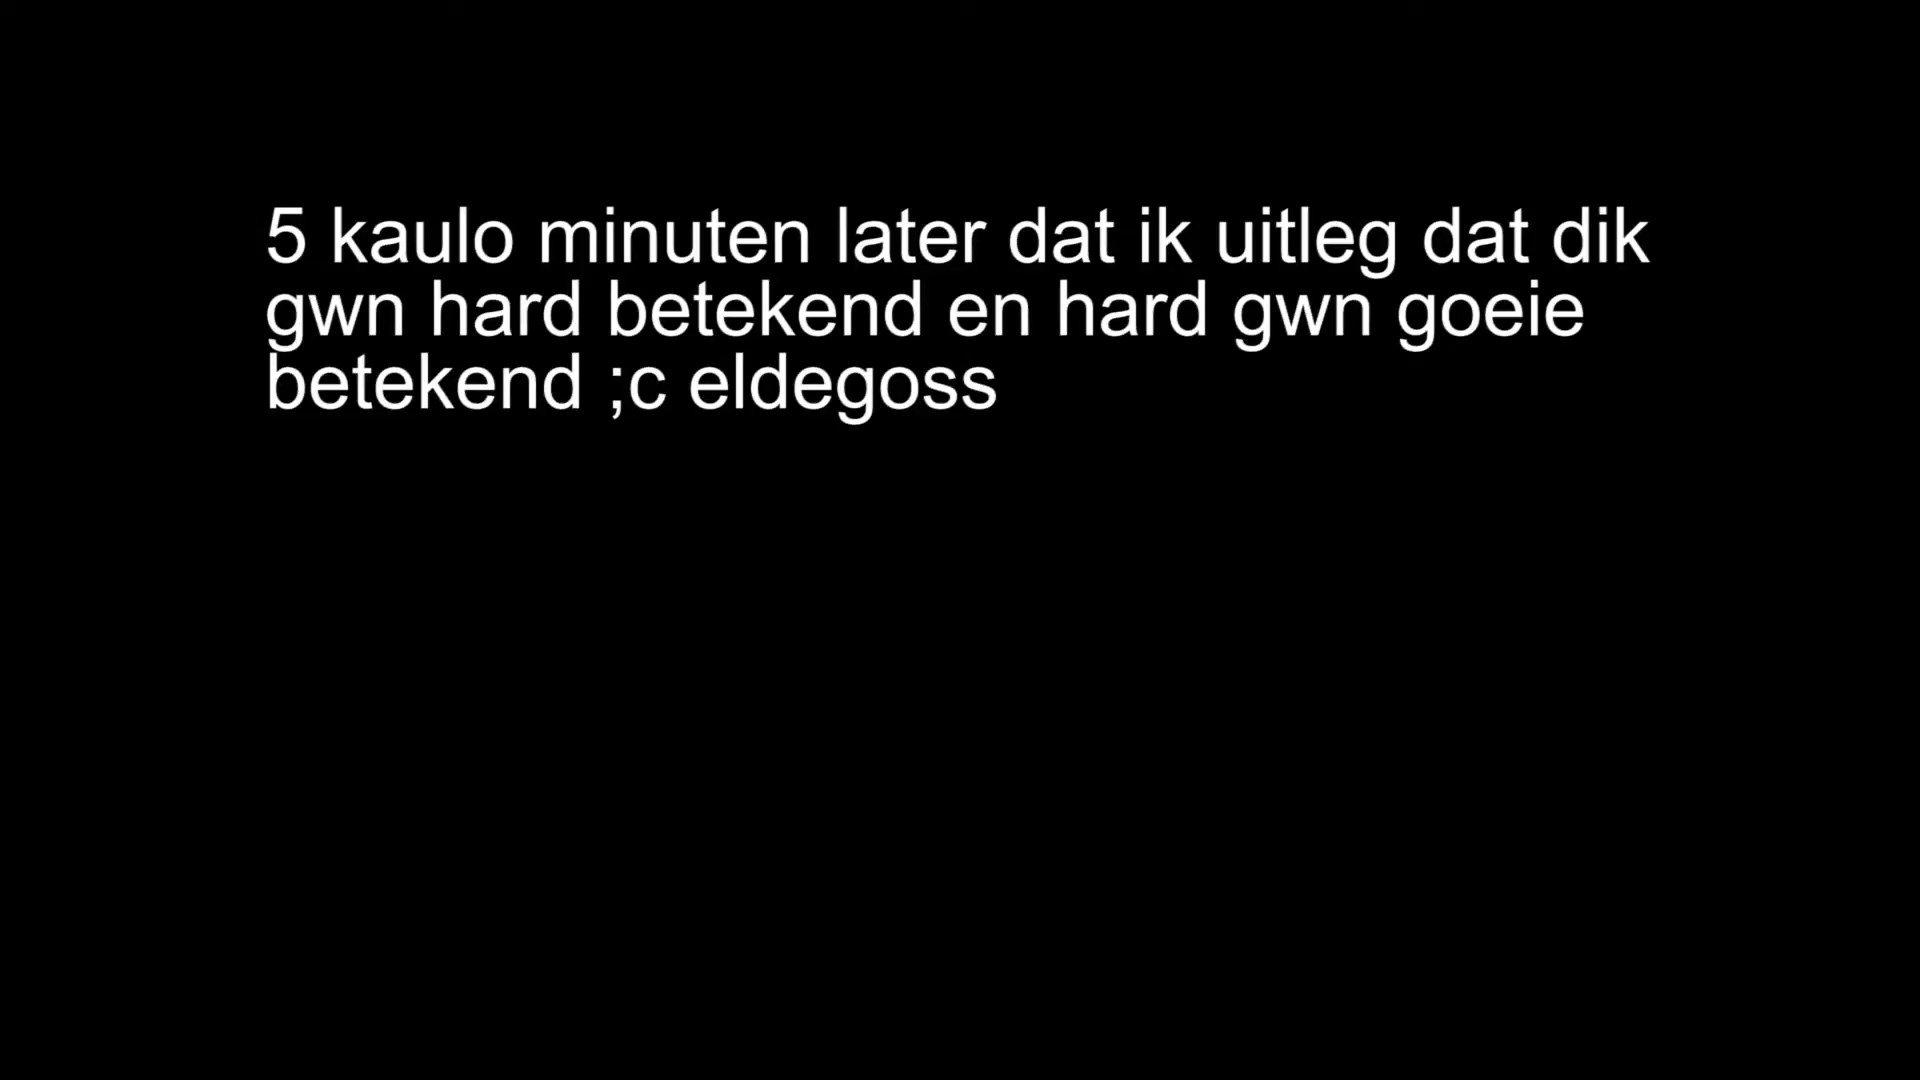 5 kaulo minuten later dat ik uitleg dat dik
gwn hard betekend en hard gwn goeie
betekend ;c eldegoss